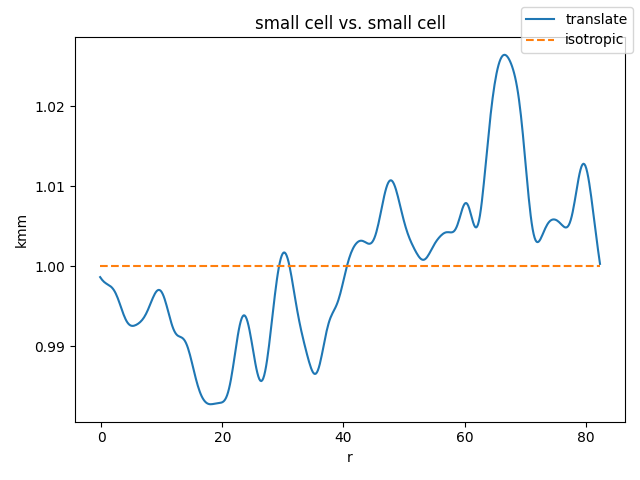 small cell vs. small cell
translate
isotropic
1.02
1.01
1.00
0.99
kmm
0
20
40
60
80
r